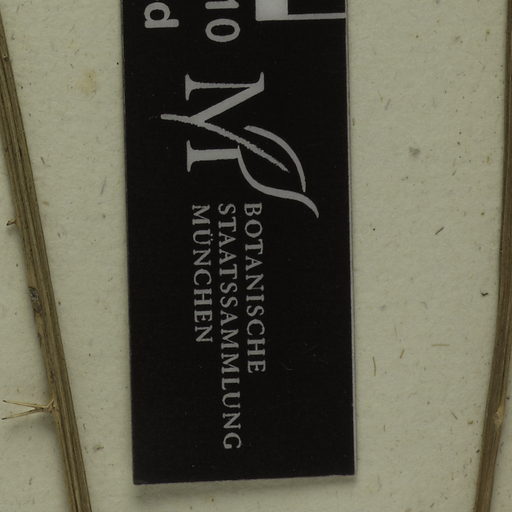 10
d
M
BOTANISCHE
STAATSSAMMLUNG
MÜNCHEN